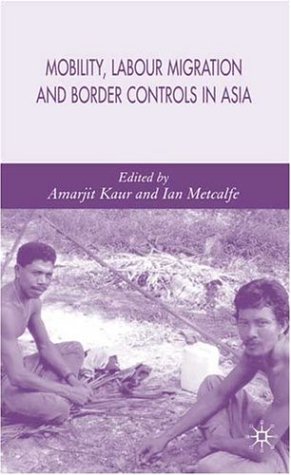 MOBILITY, LABOUR MIGRATION
AND BORDER CONTROLS IN ASIA
Edited by
Amarjit Kaur and Ian Metcalfe